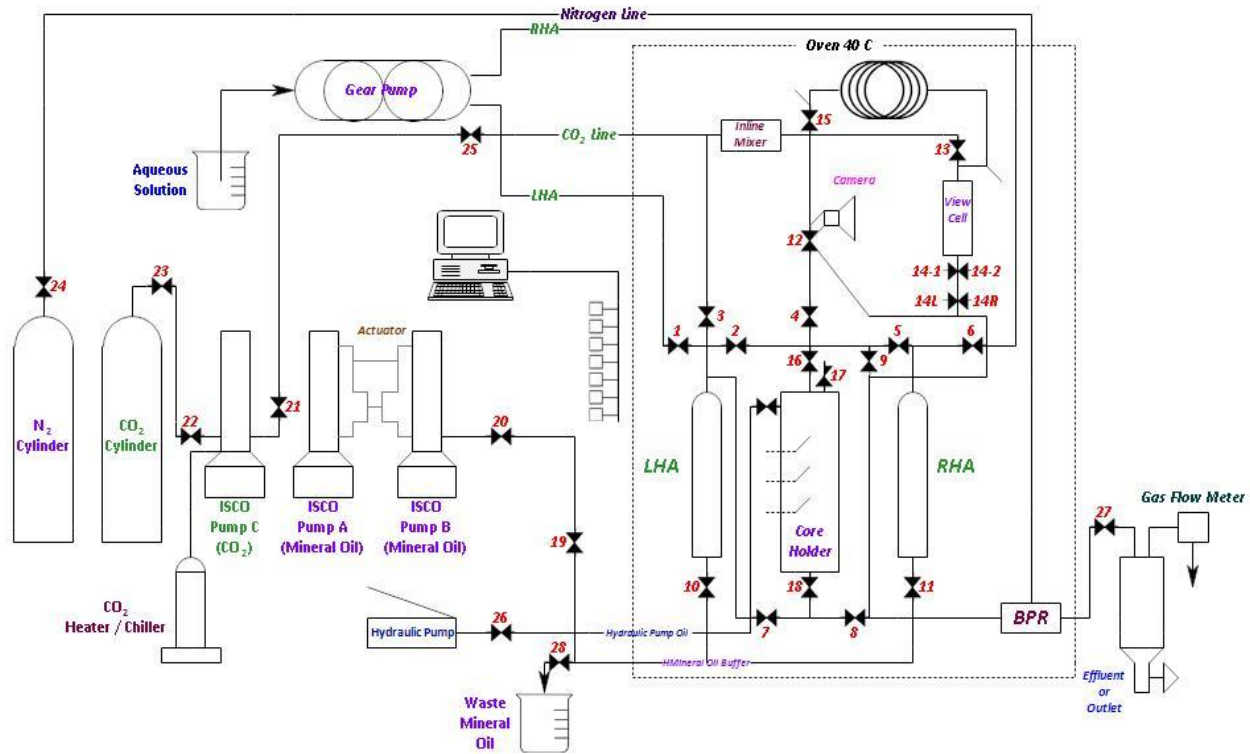 Nitrogen Line
RHA
Oven 40 C
Gear Pump
15
Inline
Mixer
CO2 Line
25
13
Aqueous
Solution
Camera
View
Cell
LHA
12
23
24
14-1
14-2
14L
14R
3
4
Actuator
1
2
5
6
16
9
17
21
N2
Cylinder
CO2
Cylinder
22
20
LHA
RHA
ISCO
Pump C
(CO2)
ISCO
Pump A
(Mineral Oil)
ISCO
Pump B
(Mineral Oil)
Gas Flow Meter
27
19
Core
Holder
10
18
11
CO2
Heater / Chiller
Hydraulic Pump
26
Hydraulic Pump Oil
7
8
BPR
28
HMineral Oil Buffer
Effluent
or
Outlet
Waste
Mineral
Oil